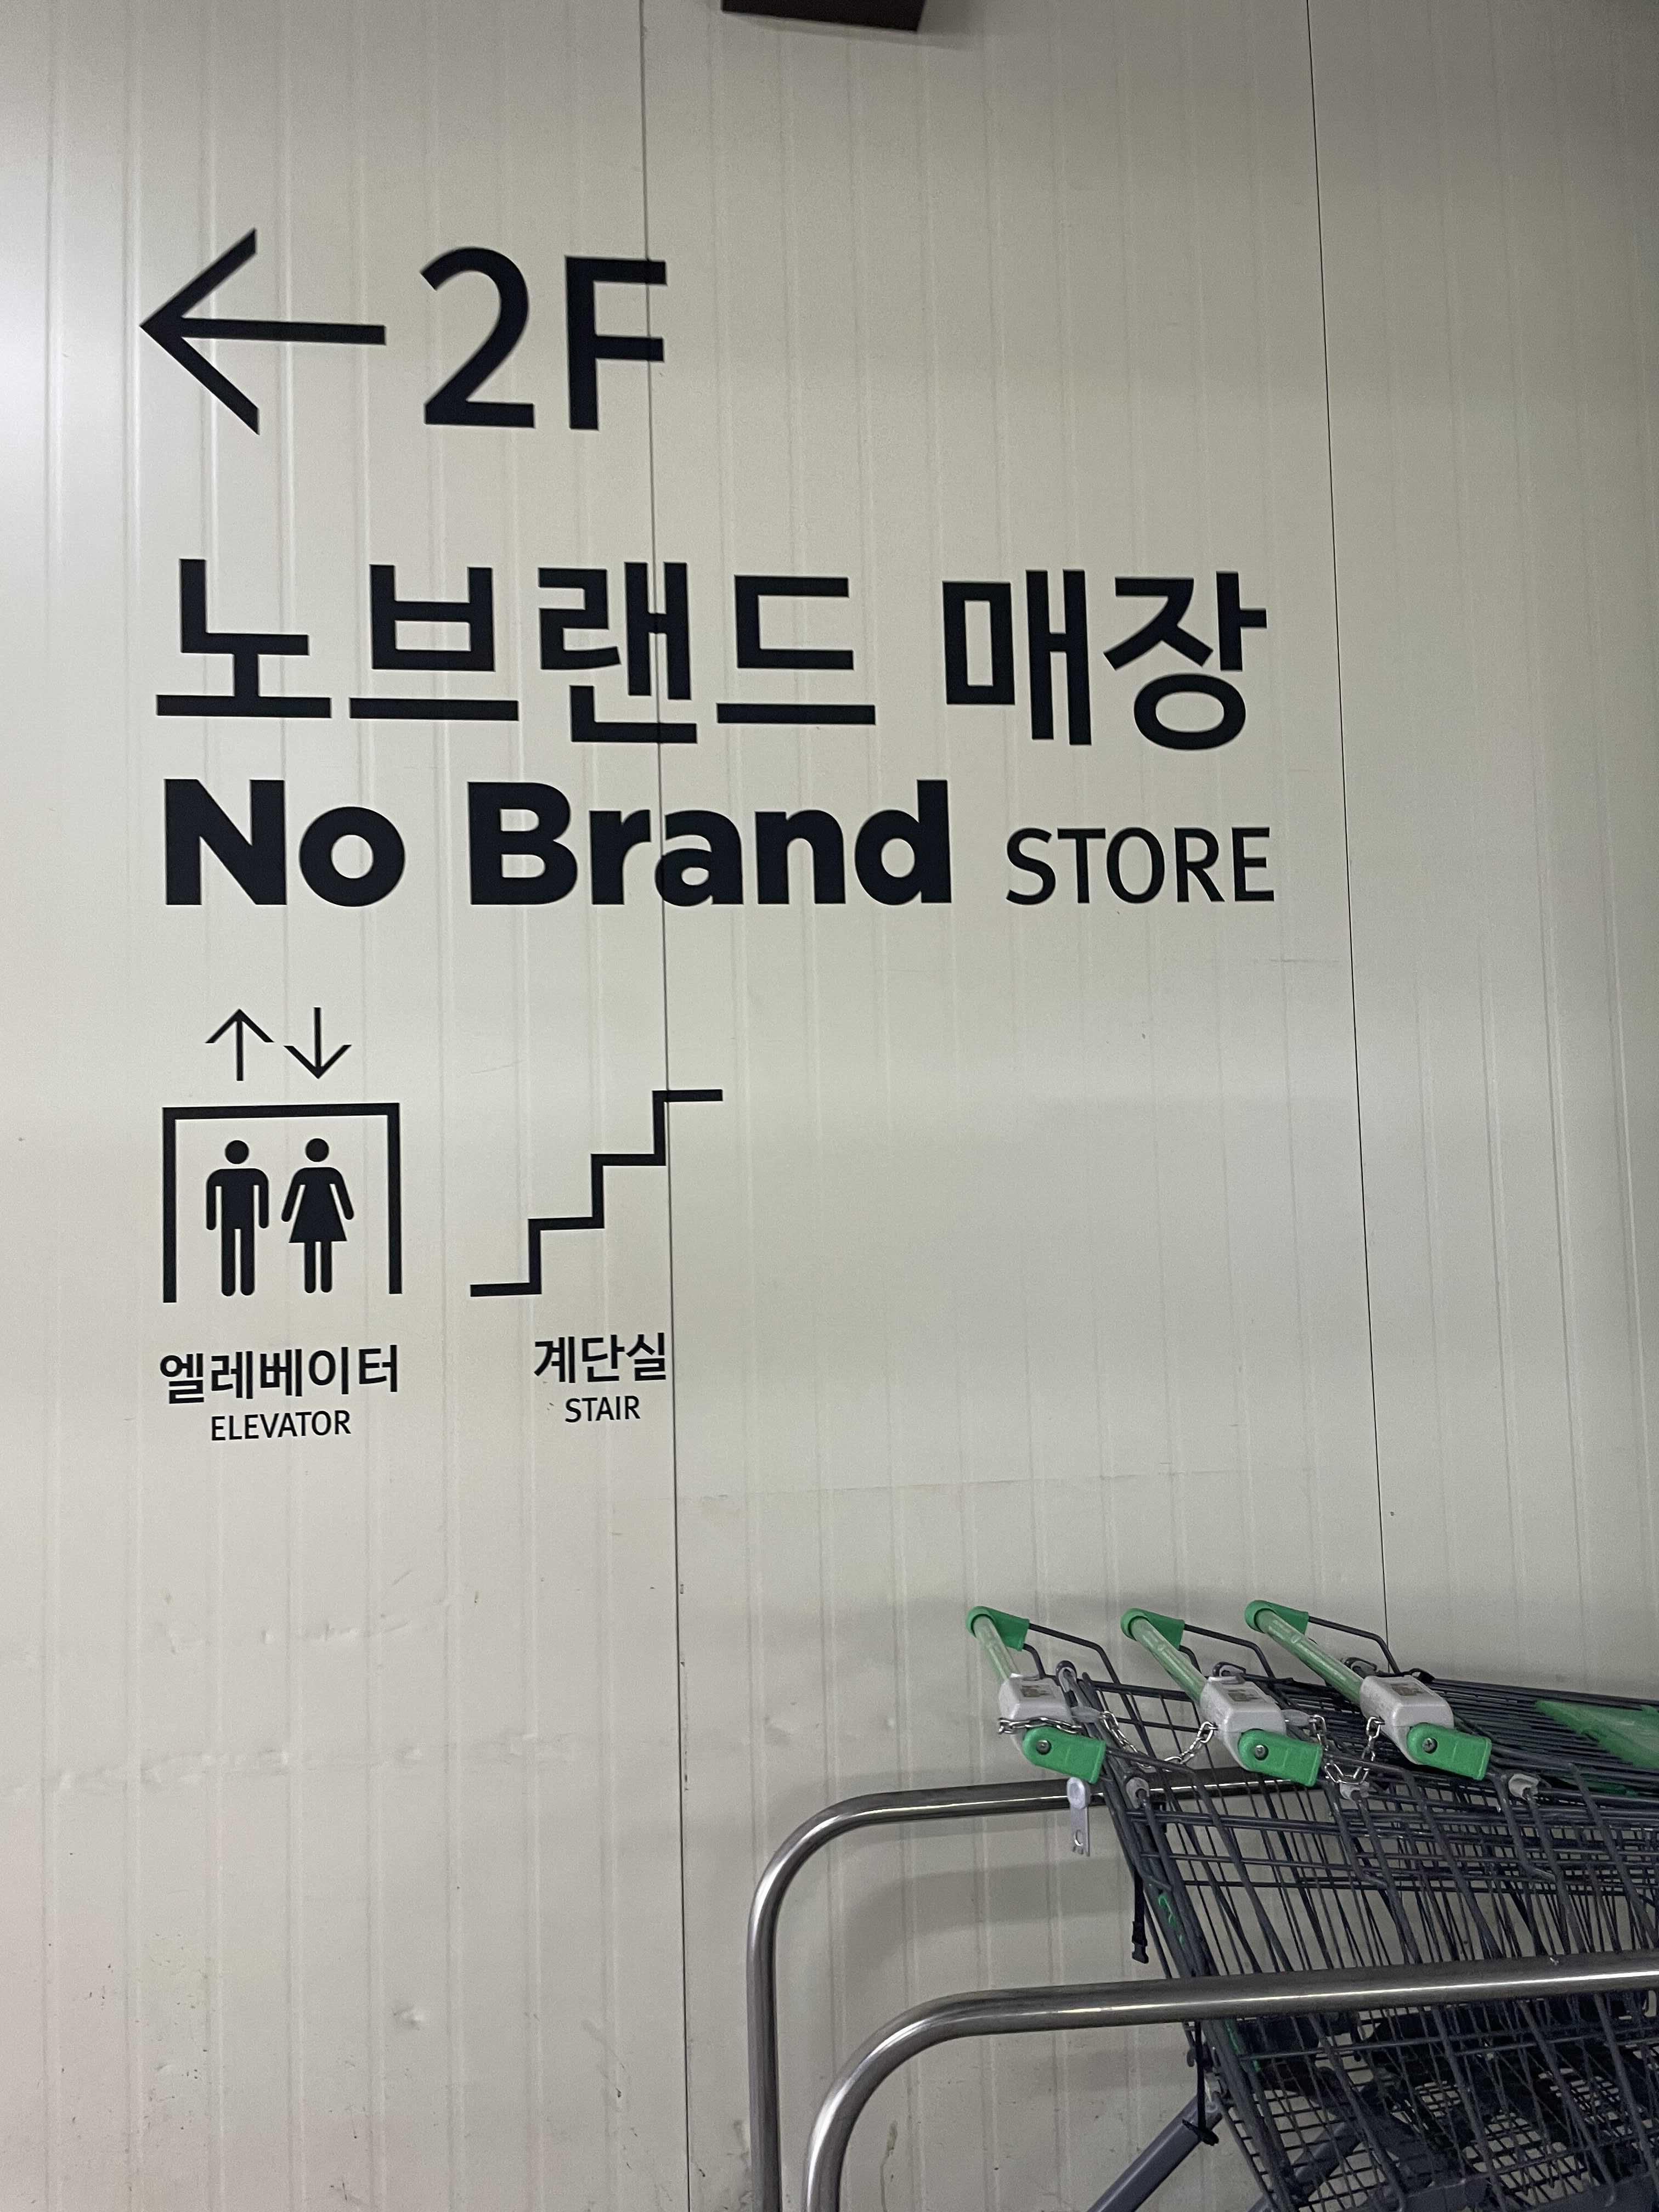 ← 2F
노브랜드 매장
No Brand STORE
↑↓
엘레베이터
ELEVATOR
계단실
STAIR